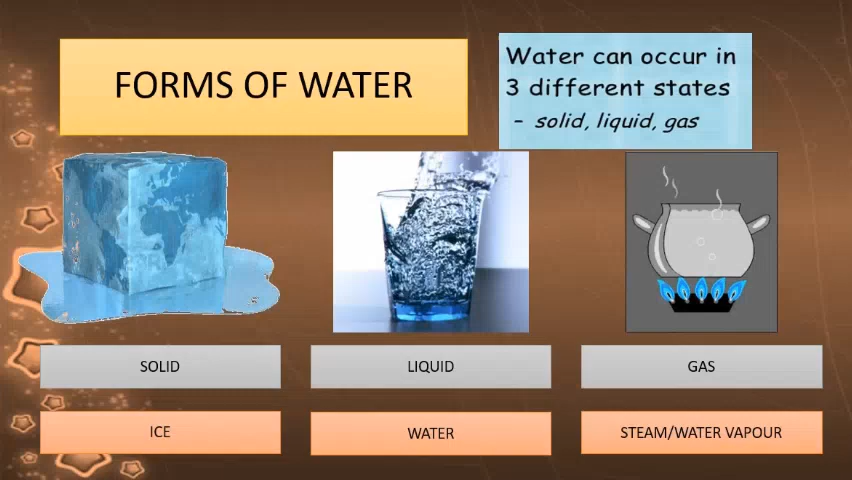 FORMS OF WATER
Water can occur in
3 different states
- solid, liquid, gas
SOLID
LIQUID
GAS
ICE
WATER
STEAM/WATER VAPOUR